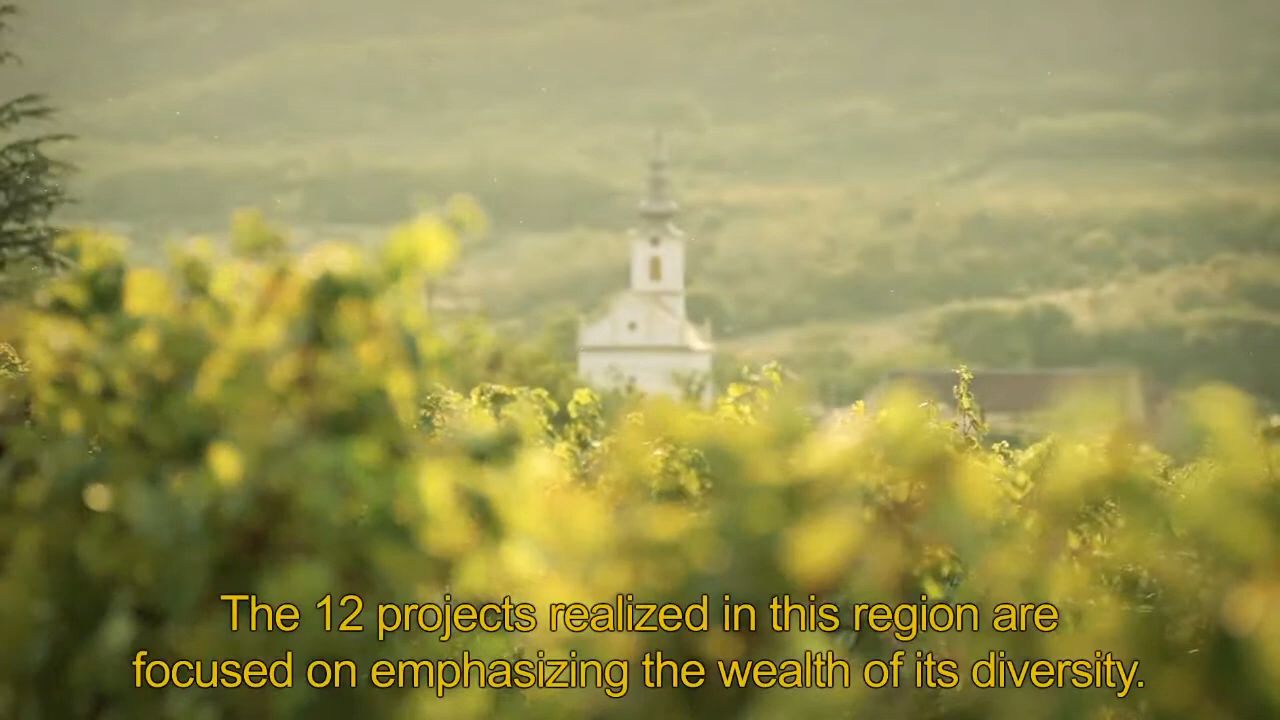 The 12 projects realized in this region are
focused on emphasizing the wealth of its diversity.